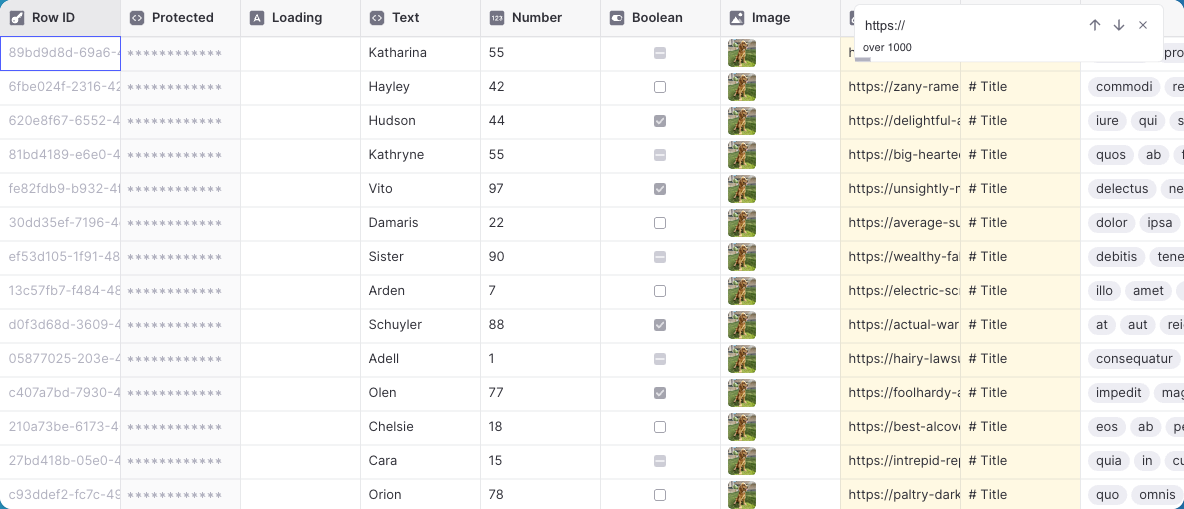 Row ID Protected Loading Text Number Boolean Image
https://
over 1000
89bd9d8d-69a6-4 ************ Katharina 55 pro
6fbe024f-2316-42 ************ Hayley 42 https://zany-rame # Title commodi re
620e8f67-6552-4 ************ Hudson 44 https://delightful-a # Title iure qui s
81bd4189-e6e0-4 ************ Kathryne 55 https://big-hearted # Title quos ab f
fe82fdb9-b932-4f ************ Vito 97 https://unsightly-r # Title delectus ne
30dd35ef-7196-4 ************ Damaris 22 https://average-su # Title dolor ipsa
ef53d105-1f91-48 ************ Sister 90 https://wealthy-fal # Title debitis tene
13c57fb7-f484-48 ************ Arden 7 https://electric-scr # Title illo amet
d0f3d68d-3609-4 ************ Schuyler 88 https://actual-war # Title at aut rei
05877025-203e-4 ************ Adell 1 https://hairy-lawsu # Title consequatur
c407a7bd-7930-4 ************ Olen 77 https://foolhardy-a # Title impedit mag
210a73be-6173-4 ************ Chelsie 18 https://best-alcov # Title eos ab pe
27bd418b-05e0-4 ************ Cara 15 https://intrepid-rep # Title quia in cu
c93ddef2-fc7c-49 ************ Orion 78 https://paltry-dark # Title quo omnis